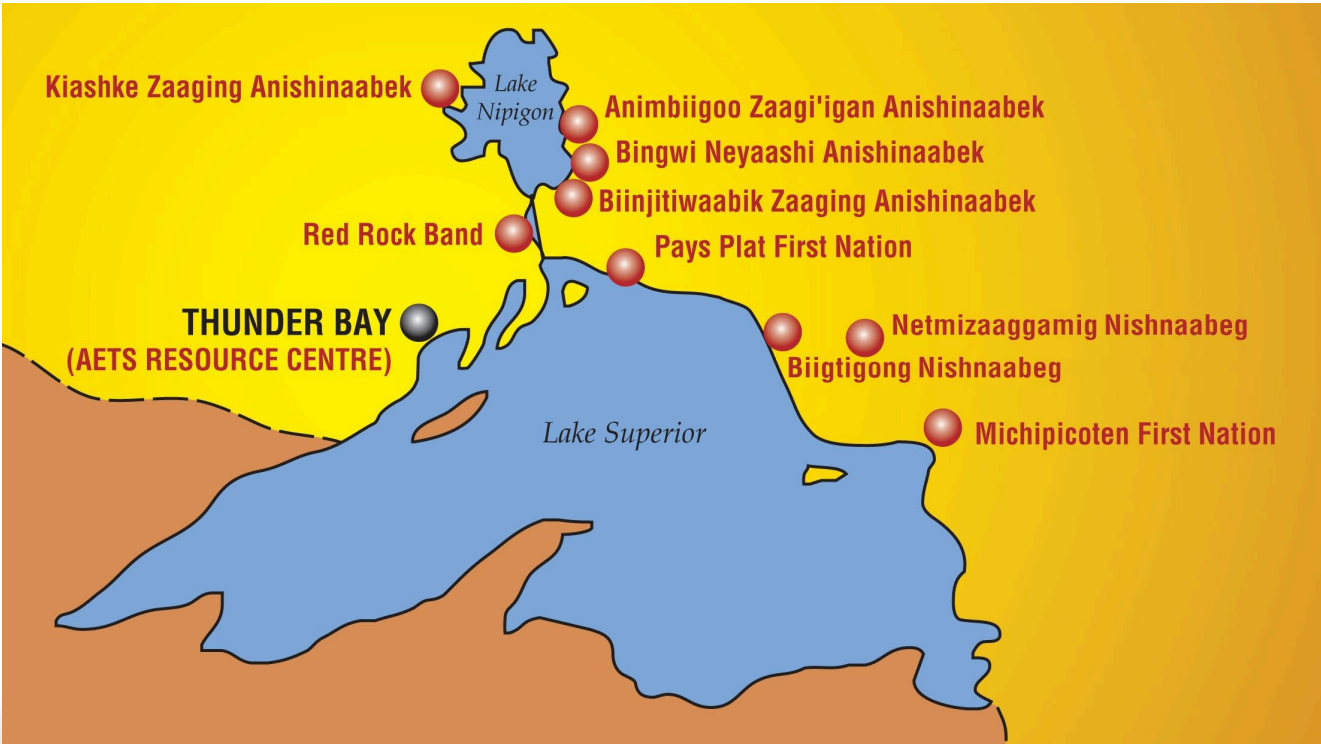 Kiashke Zaaging Anishinaabek
Lake
Nipigon
Animbiigoo Zaagi'igan Anishinaabek
Bingwi Neyaashi Anishinaabek
Biinjitiwaabik Zaaging Anishinaabek
Red Rock Band
Pays Plat First Nation
THUNDER BAY
(AETS RESOURCE CENTRE)
Netmizaaggamig Nishnaabeg
Biigtigong Nishnaabeg
Lake Superior
Michipicoten First Nation